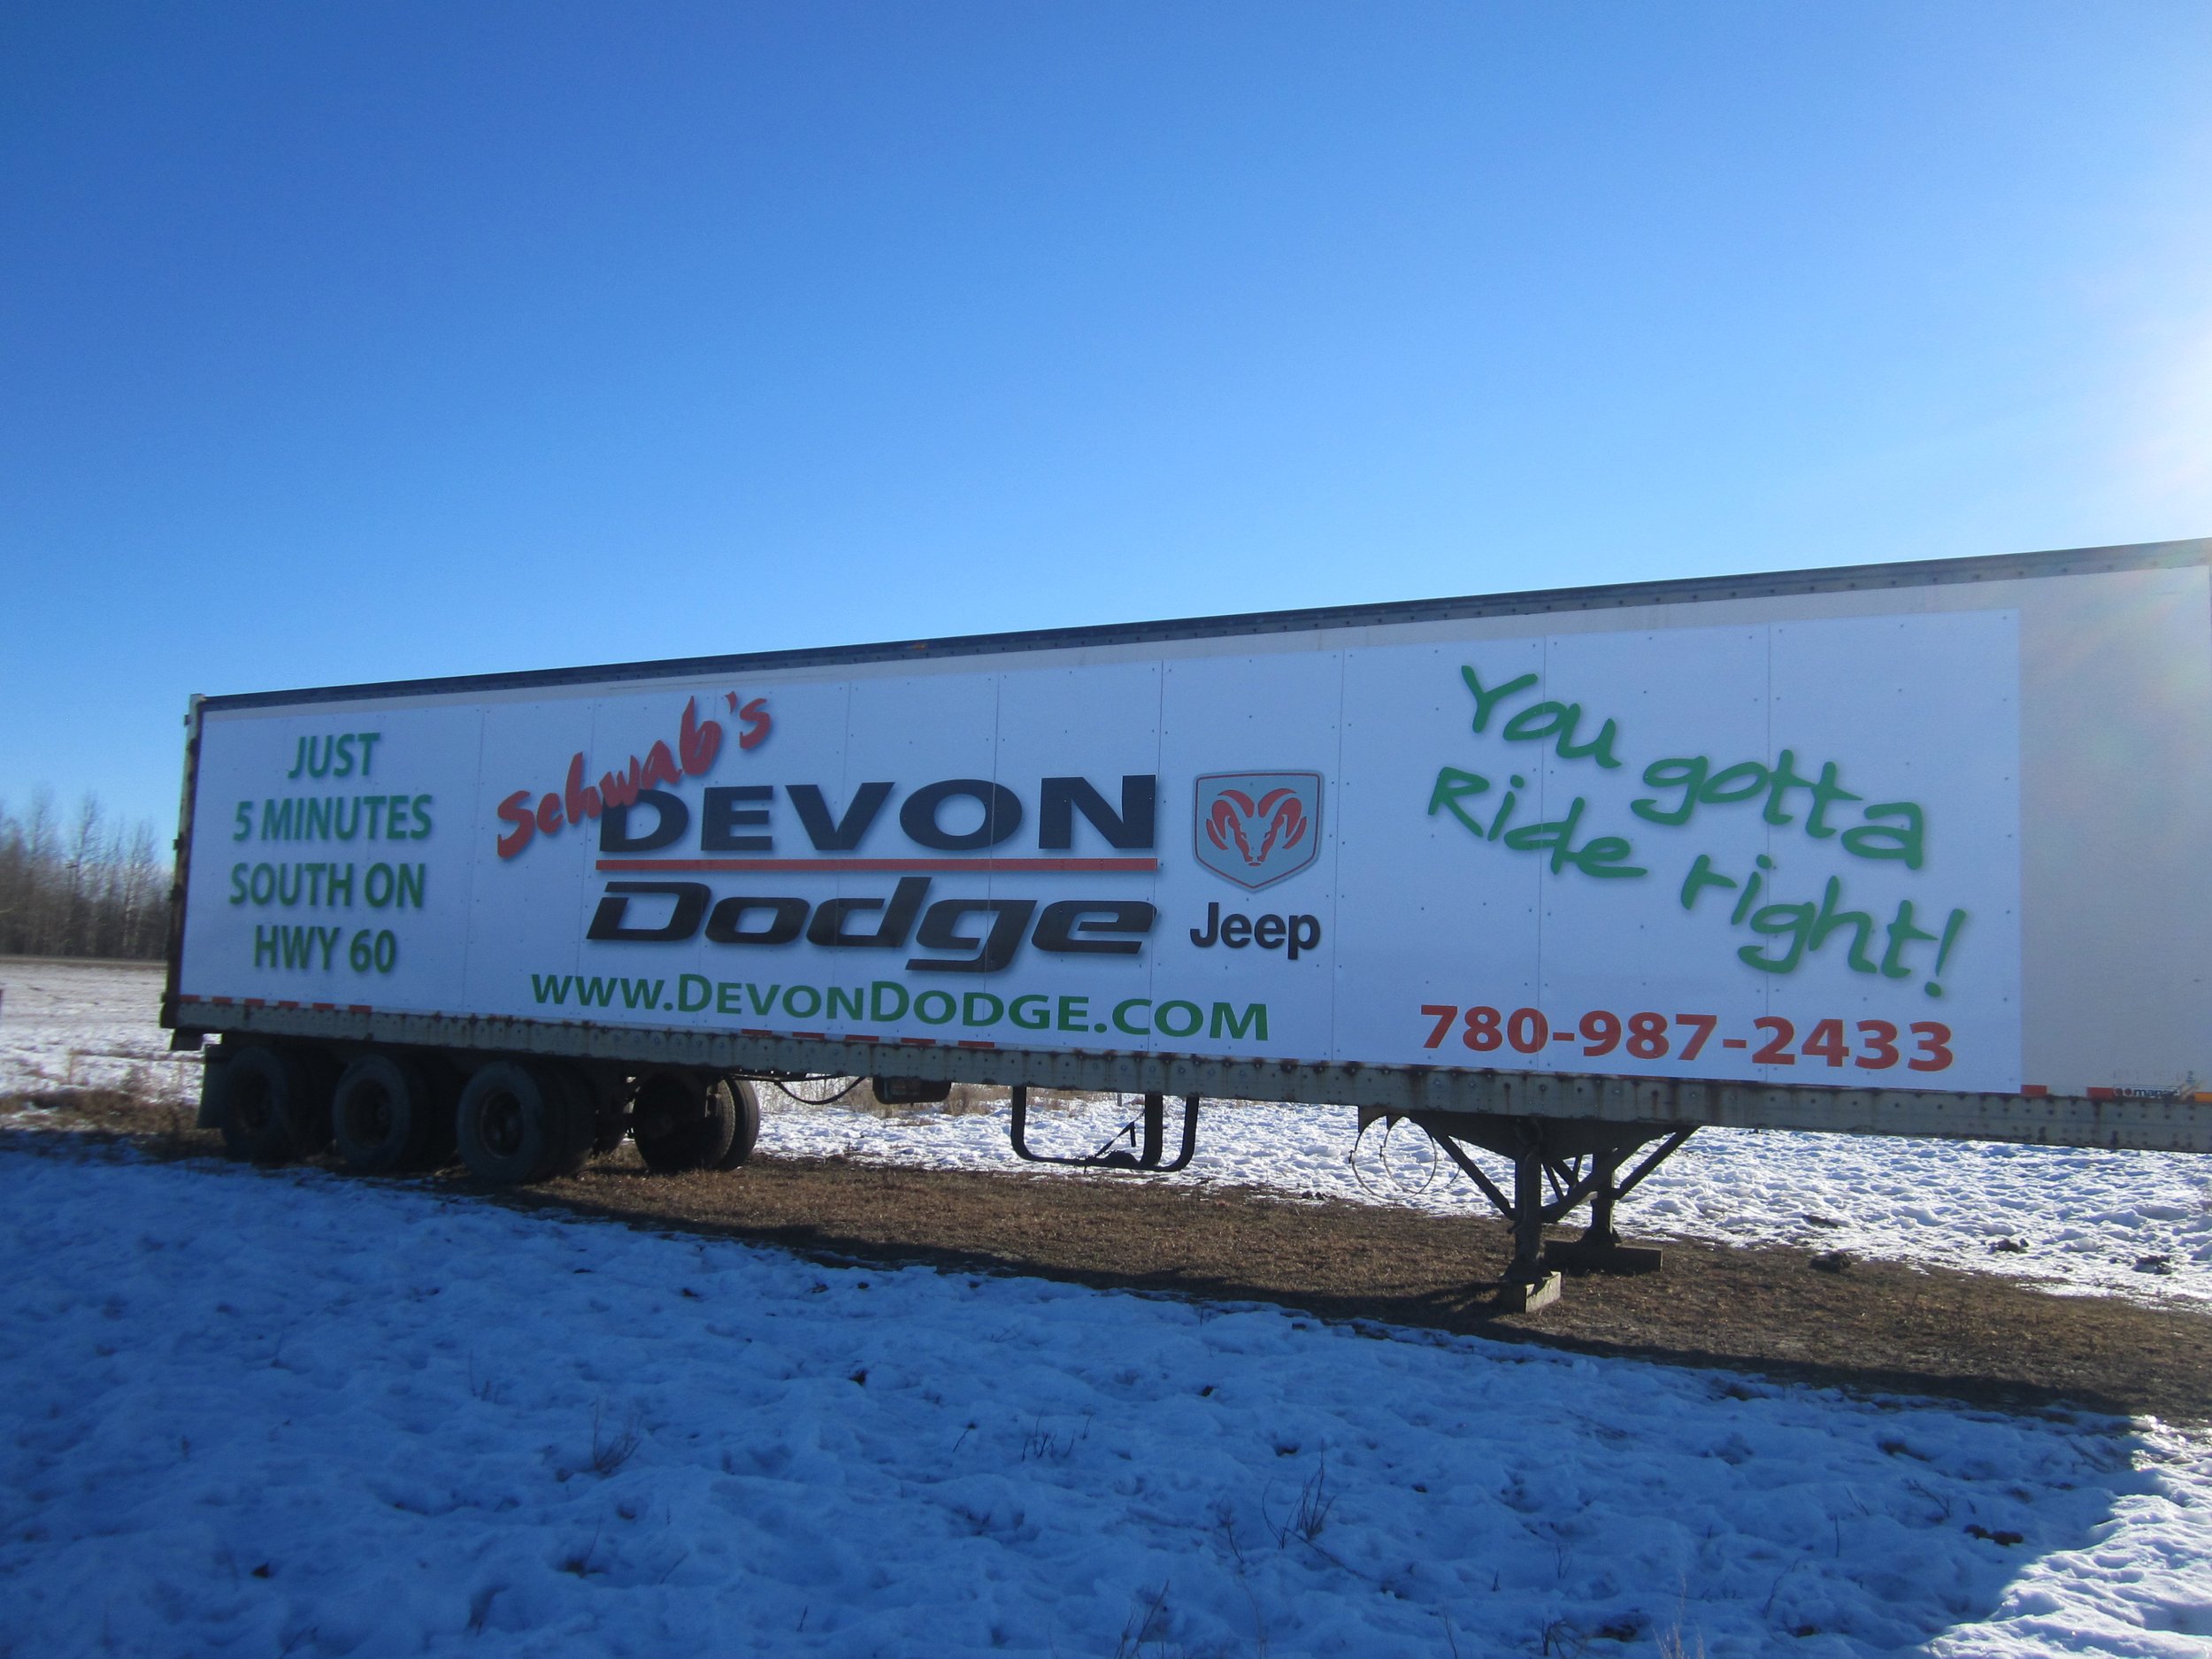 JUST
5 MINUTES
SOUTH ON
HWY 60
Schwab's
DEVON
Dodge
Jeep
www.DevonDodge.com
You gotta
Ride right!
780-987-2433